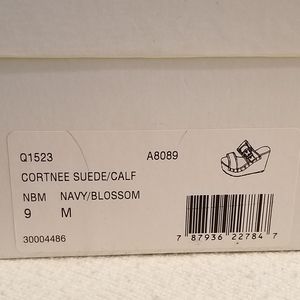 Q1523 A8089
CORTNEE SUEDE/CALF
NBM NAVY/BLOSSOM
9 M
30004486
7 87936 22784 7